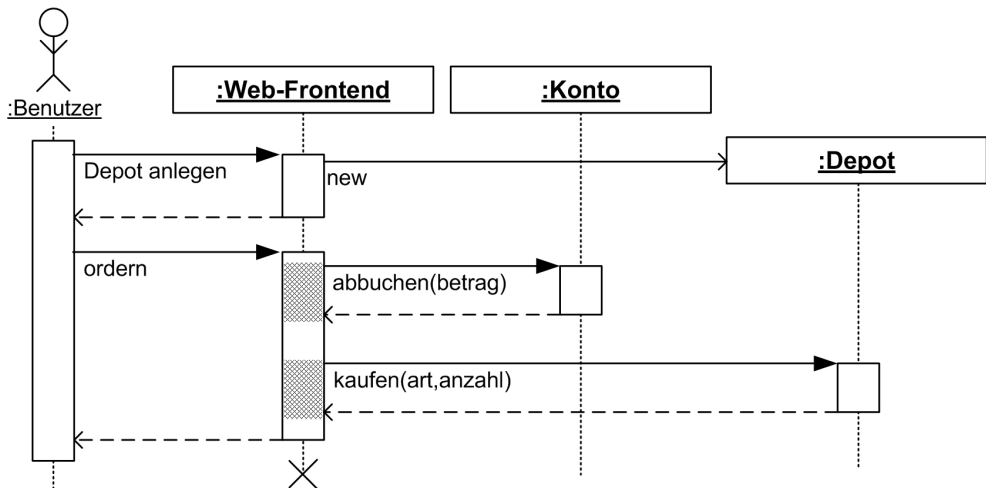 :Benutzer
:Web-Frontend
:Konto
:Depot
Depot anlegen
new
ordern
abbuchen(betrag)
kaufen(art,anzahl)